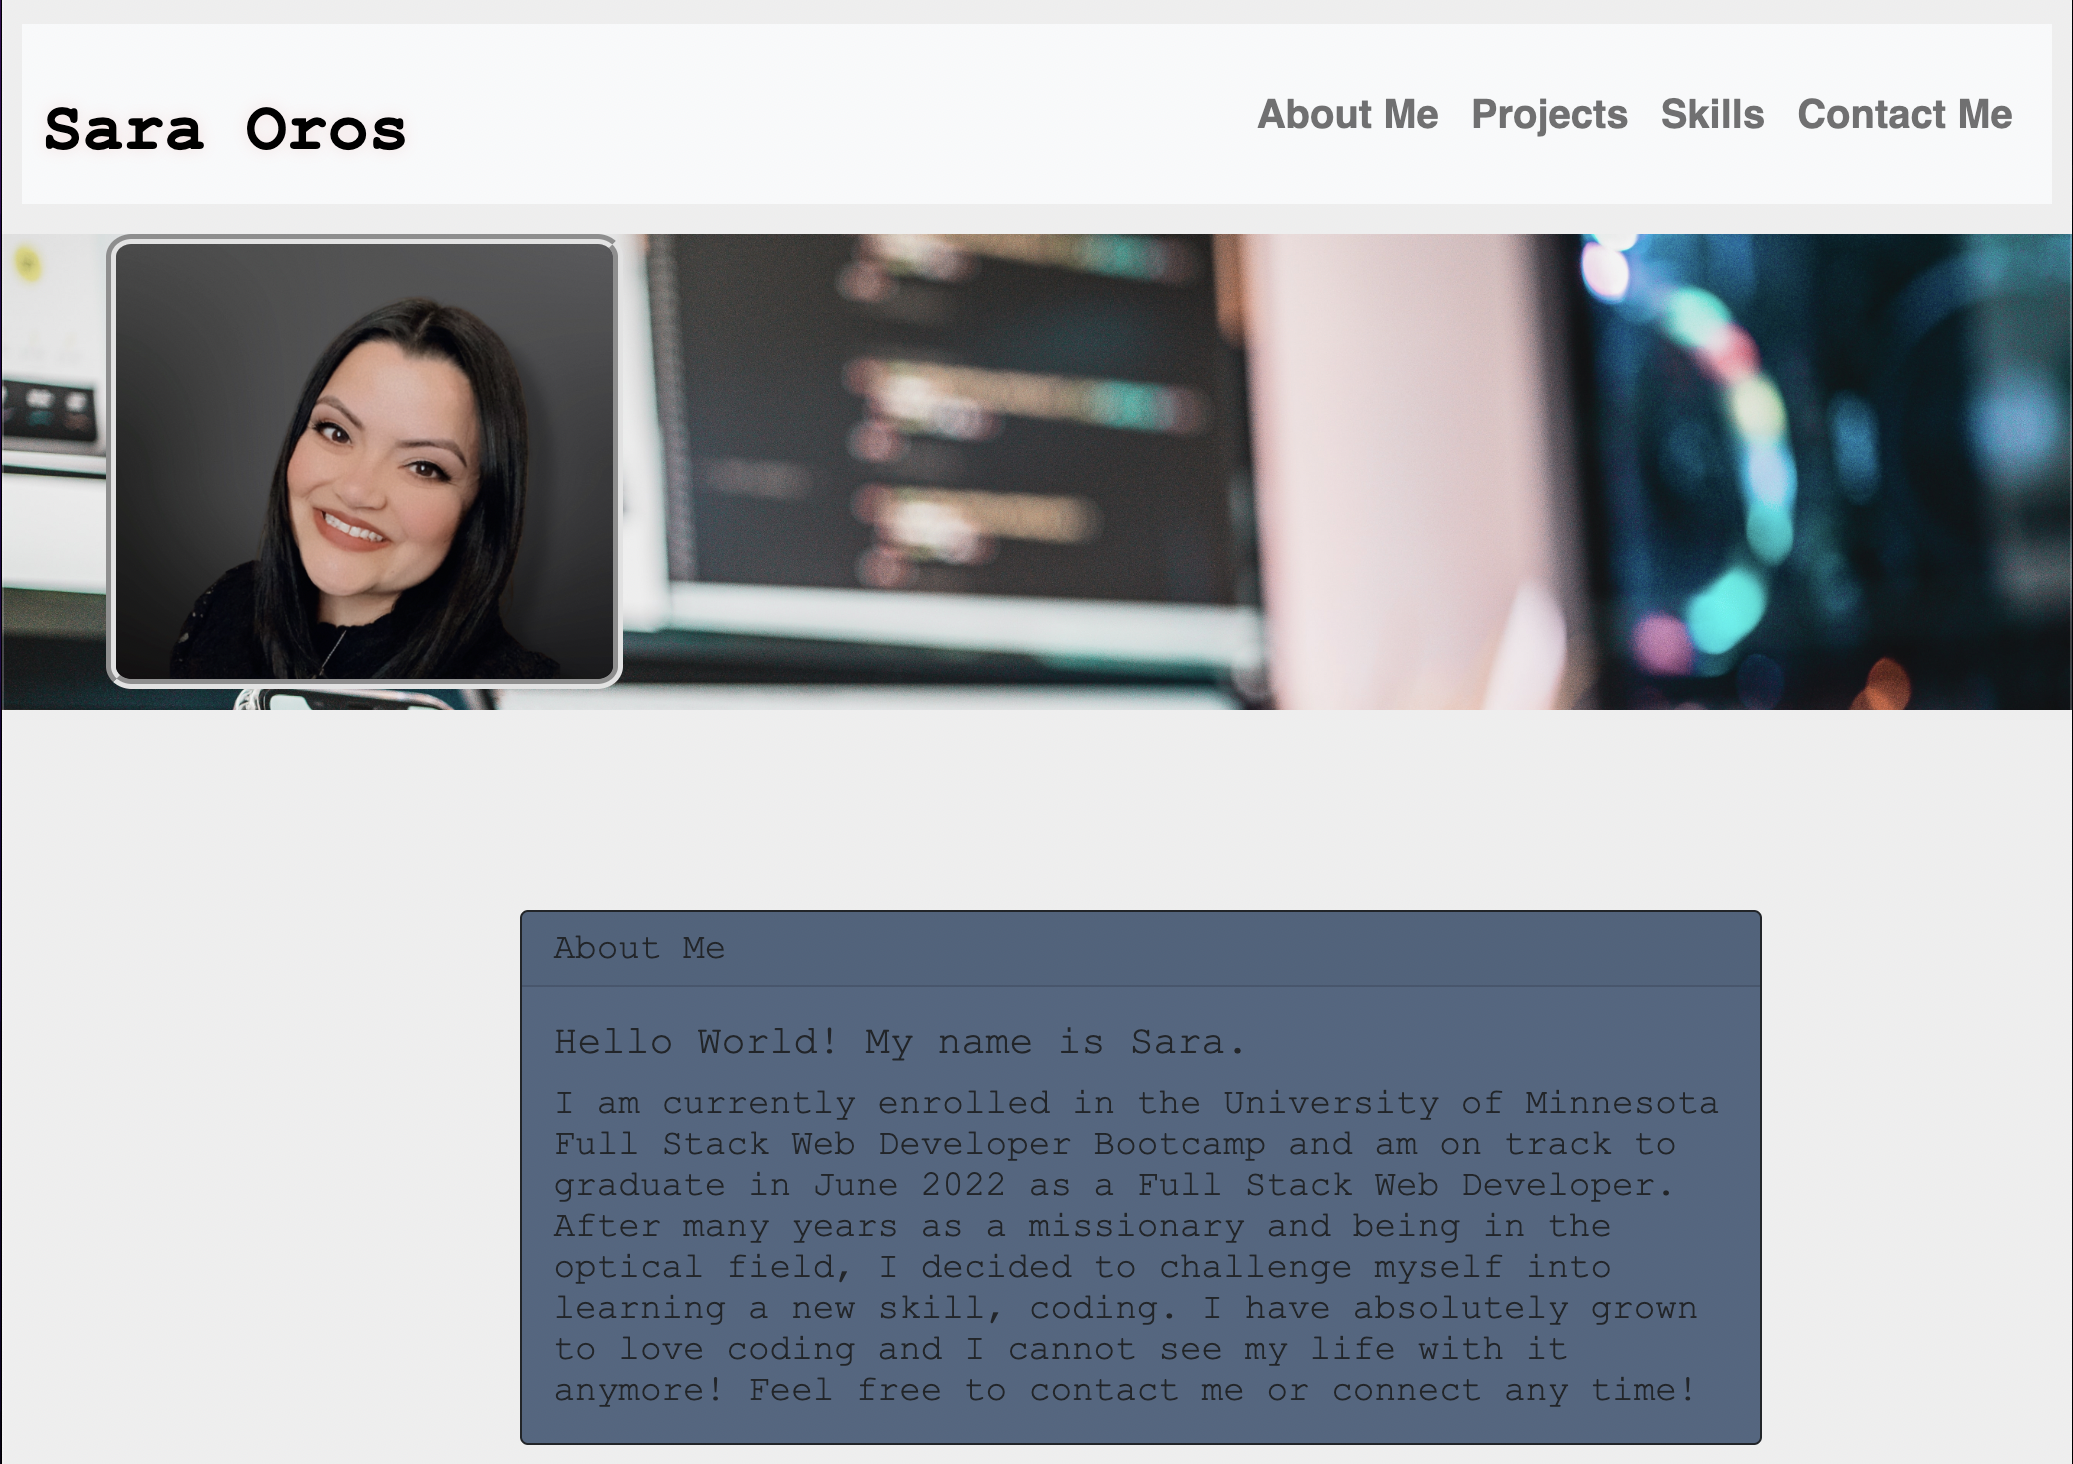 Sara Oros
About Me Projects Skills Contact Me
About Me
Hello World! My name is Sara.
I am currently enrolled in the University of Minnesota
Full Stack Web Developer Bootcamp and am on track to
graduate in June 2022 as a Full Stack Web Developer.
After many years as a missionary and being in the
optical field, I decided to challenge myself into
learning a new skill, coding. I have absolutely grown
to love coding and I cannot see my life with it
anymore! Feel free to contact me or connect any time!